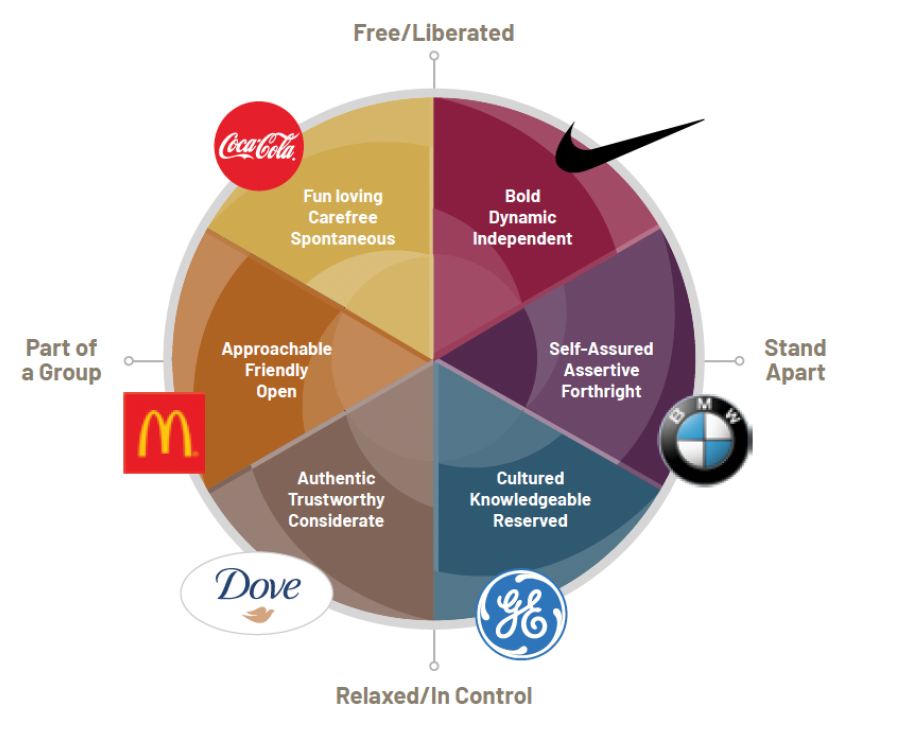 Free/Liberated
Coca-Cola
Fun loving
Carefree
Spontaneous
Bold
Dynamic
Independent
Part of
a Group
Approachable
Friendly
Open
Self-Assured
Assertive
Forthright
Stand
Apart
M
BMW
Authentic
Trustworthy
Considerate
Cultured
Knowledgeable
Reserved
Dove
GE
Relaxed/In Control